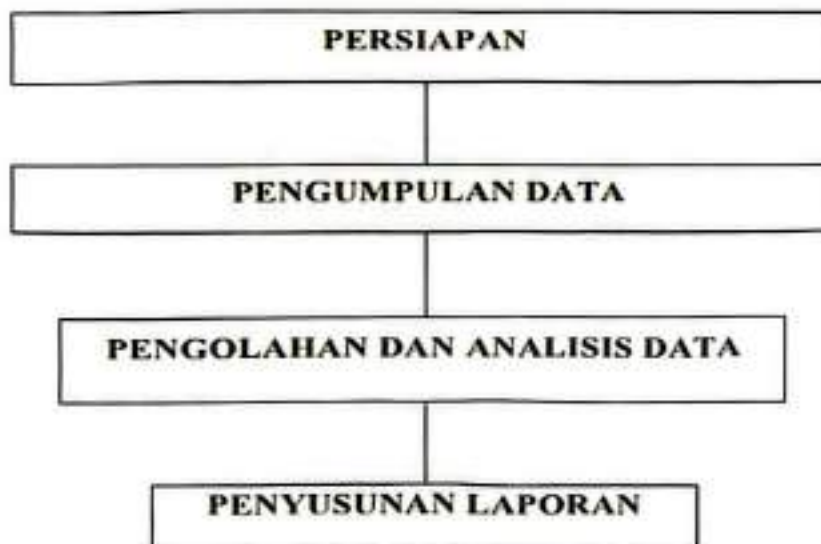 PERSIAPAN
PENGUMPULAN DATA
PENGOLAHAN DAN ANALISIS DATA
PENYUSUNAN LAPORAN